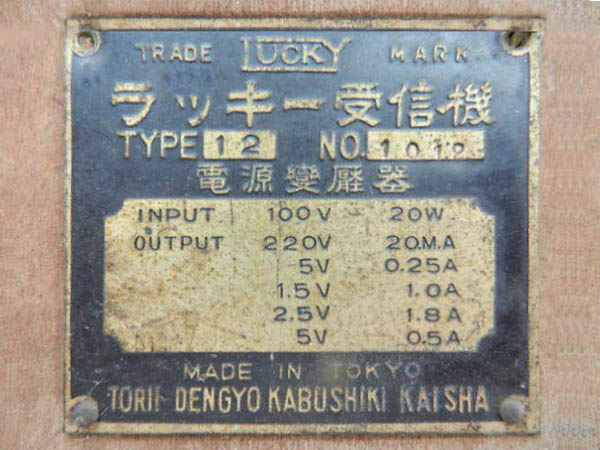 TRADE LUCKY MARK
ラッキー受信機
TYPE 12 NO. 1012
電源變壓器
INPUT 100V 20W
OUTPUT 220V 20.M.A
5V 0.25A
1.5V 1.0A
2.5V 1.8A
5V 0.5A
MADE IN TOKYO
TORII DENGYO KABUSHIKI KAISHA